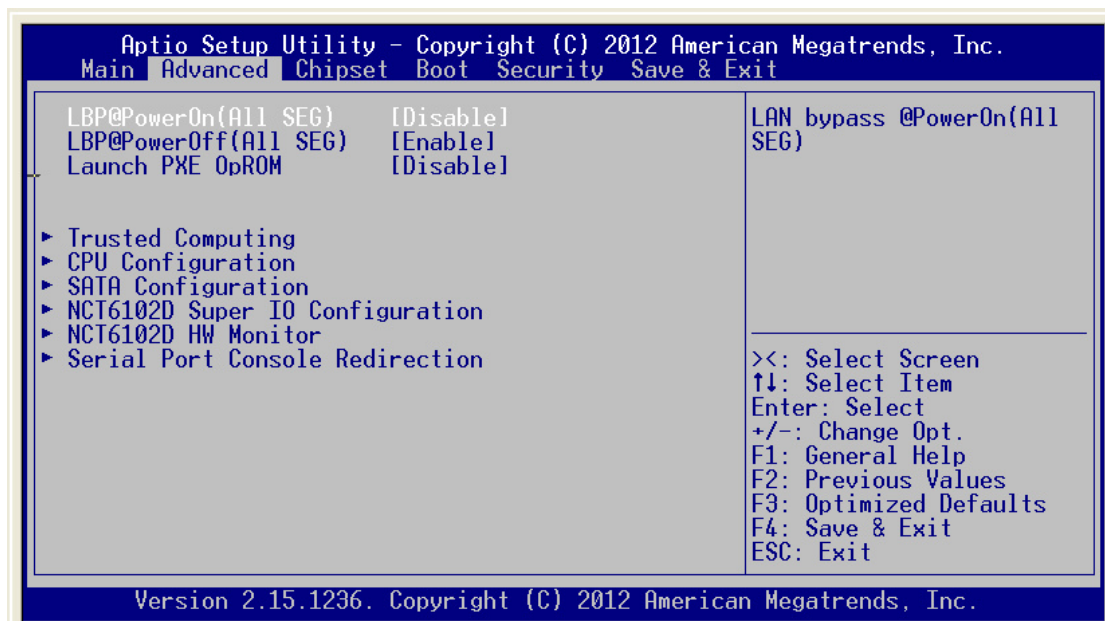 Aptio Setup Utility – Copyright (C) 2012 American Megatrends, Inc.
Main Advanced Chipset Boot Security Save & Exit
LBP@PowerOn(All SEG) [Disable]
LBP@PowerOff(All SEG) [Enable]
Launch PXE OpROM [Disable]
► Trusted Computing
► CPU Configuration
► SATA Configuration
► NCT6102D Super IO Configuration
► NCT6102D HW Monitor
► Serial Port Console Redirection
LAN bypass @PowerOn(All
SEG)
><: Select Screen
↑↓: Select Item
Enter: Select
+/-: Change Opt.
F1: General Help
F2: Previous Values
F3: Optimized Defaults
F4: Save & Exit
ESC: Exit
Version 2.15.1236. Copyright (C) 2012 American Megatrends, Inc.